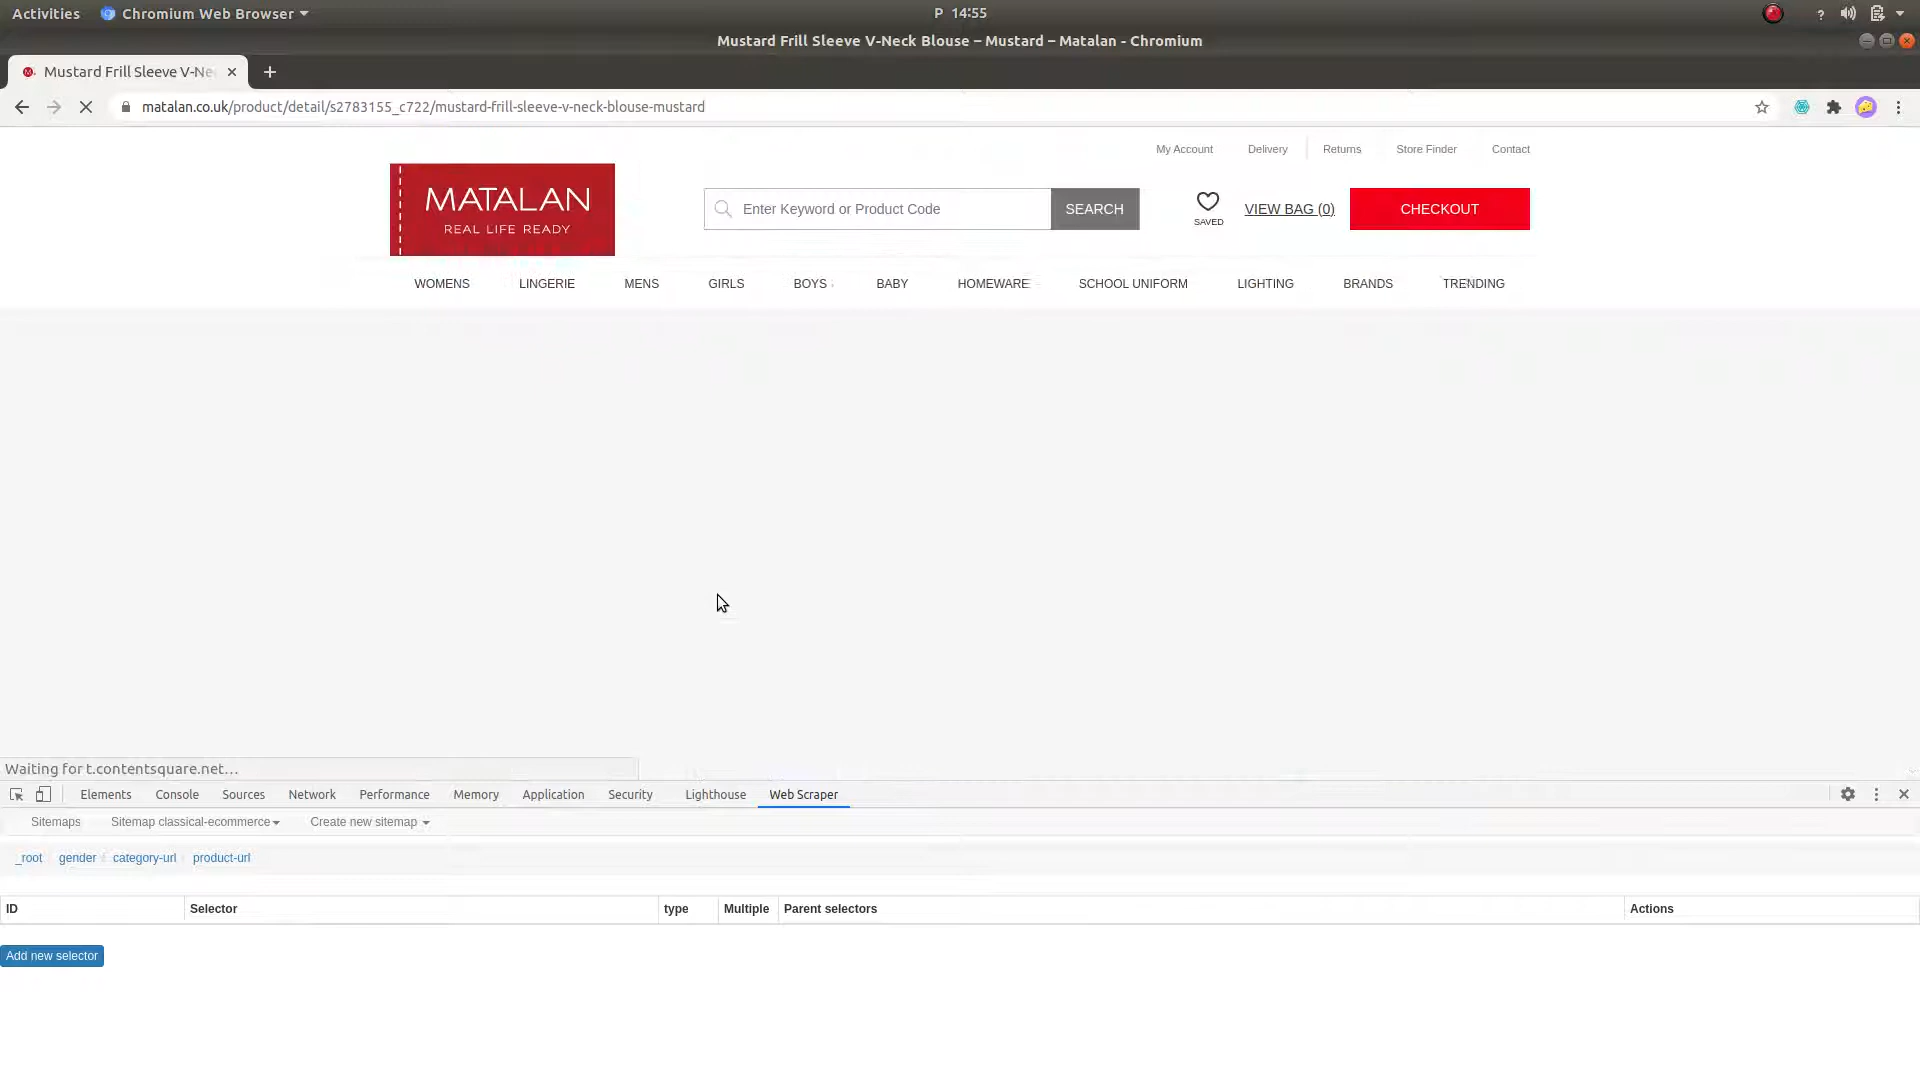 Activities Chromium Web Browser P 14:55
Mustard Frill Sleeve V-Neck Blouse – Mustard – Matalan - Chromium
Mustard Frill Sleeve V-Ne
matalan.co.uk/product/detail/s2783155_c722/mustard-frill-sleeve-v-neck-blouse-mustard
My Account Delivery Returns Store Finder Contact
MATALAN
REAL LIFE READY
Enter Keyword or Product Code SEARCH SAVED VIEW BAG (0) CHECKOUT
WOMENS LINGERIE MENS GIRLS BOYS BABY HOMEWARE SCHOOL UNIFORM LIGHTING BRANDS TRENDING
Waiting for t.contentsquare.net...
Elements Console Sources Network Performance Memory Application Security Lighthouse Web Scraper
Sitemaps Sitemap classical-ecommerce Create new sitemap
_root gender category-url product-url
ID Selector type Multiple Parent selectors Actions
Add new selector